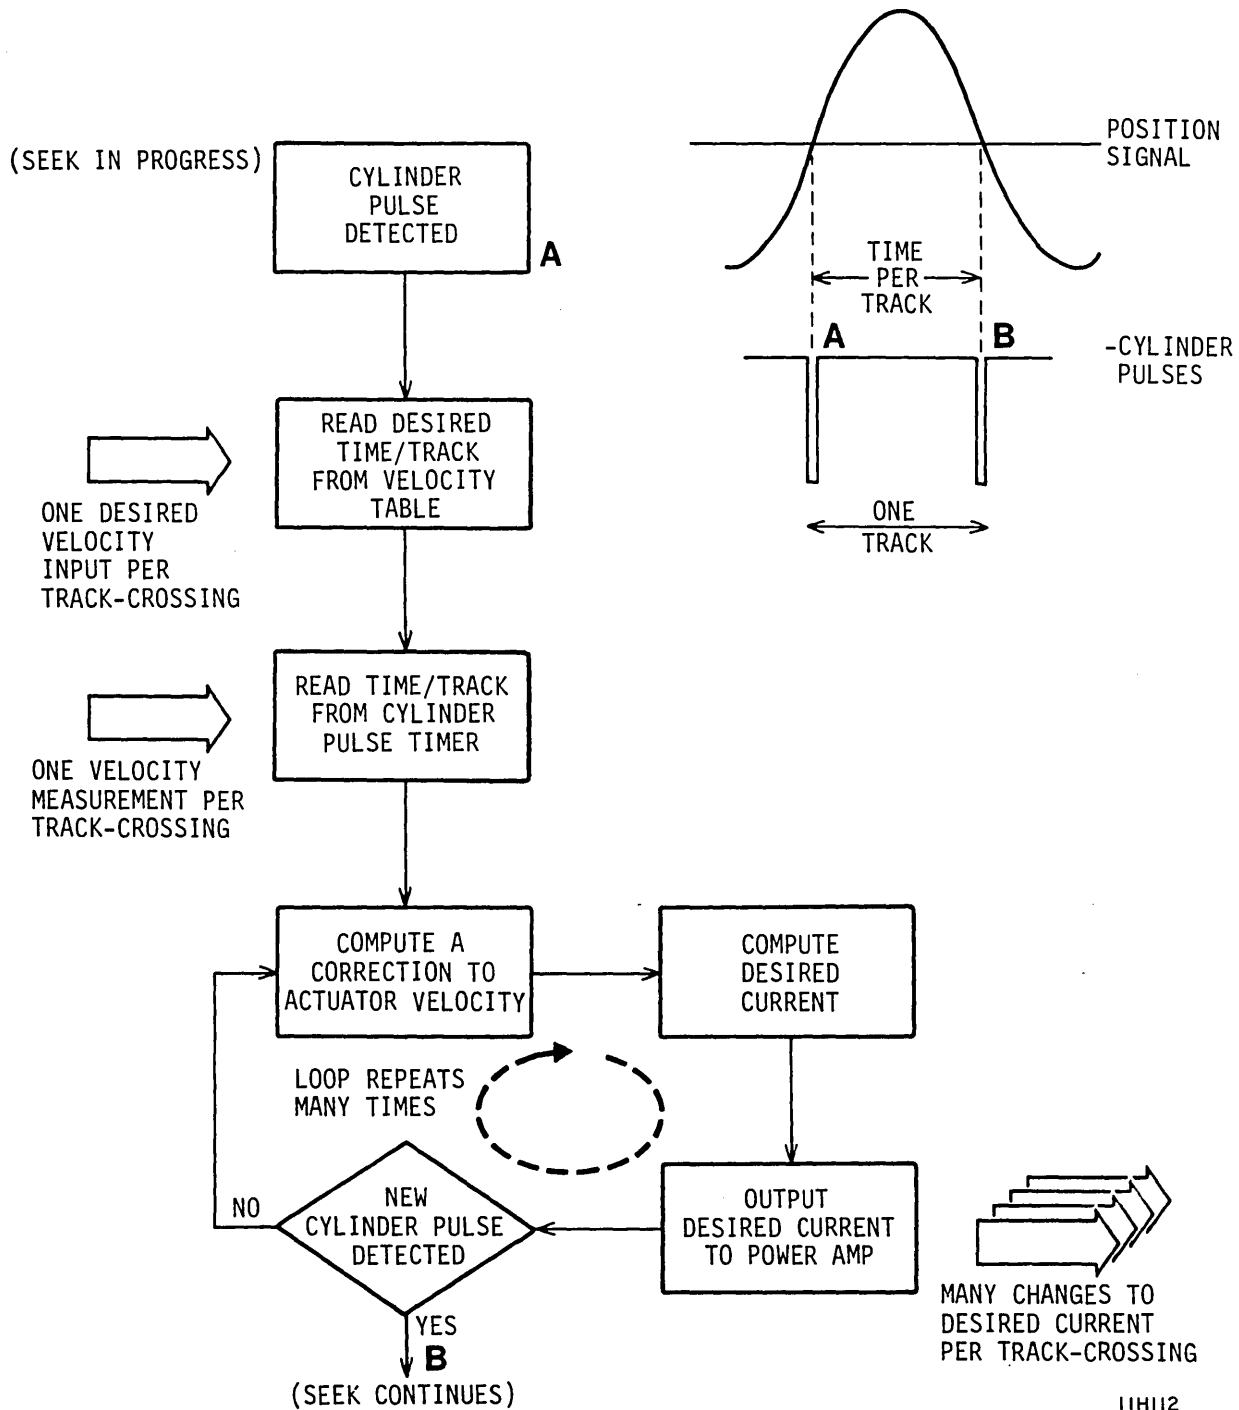 (SEEK IN PROGRESS)
CYLINDER
PULSE
DETECTED
A
POSITION
SIGNAL
TIME
PER
TRACK
A
B
-CYLINDER
PULSES
ONE
TRACK
READ DESIRED
TIME/TRACK
FROM VELOCITY
TABLE
ONE DESIRED
VELOCITY
INPUT PER
TRACK-CROSSING
READ TIME/TRACK
FROM CYLINDER
PULSE TIMER
ONE VELOCITY
MEASUREMENT PER
TRACK-CROSSING
COMPUTE A
CORRECTION TO
ACTUATOR VELOCITY
COMPUTE
DESIRED
CURRENT
LOOP REPEATS
MANY TIMES
NO
NEW
CYLINDER PULSE
DETECTED
OUTPUT
DESIRED CURRENT
TO POWER AMP
MANY CHANGES TO
DESIRED CURRENT
PER TRACK-CROSSING
YES
B
(SEEK CONTINUES)
11H112